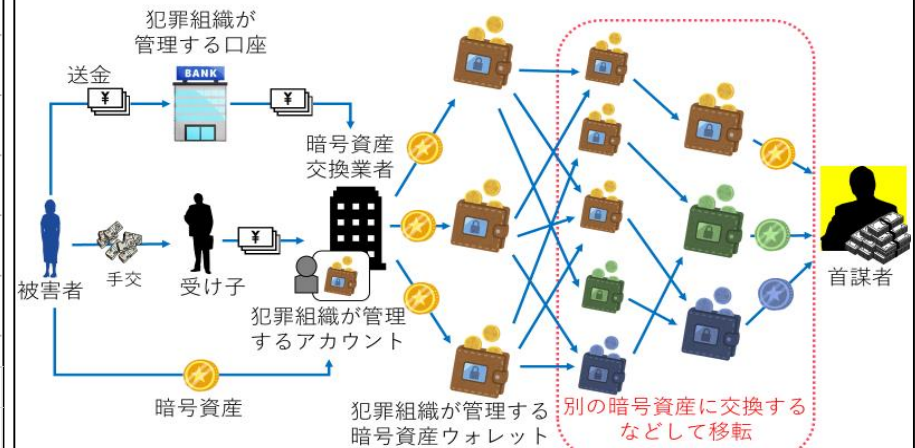 犯罪組織が
管理する口座
送金
BANK
¥
¥
暗号資産
交換業者
被害者
手交
受け子
¥
犯罪組織が管理
するアカウント
暗号資産
犯罪組織が管理する
暗号資産ウォレット
別の暗号資産に交換する
などして移転
首謀者